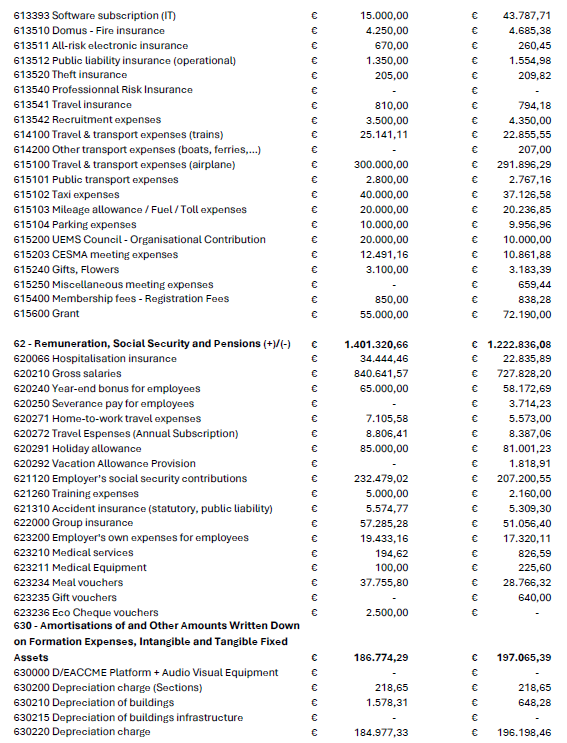 613393 Software subscription (IT) € 15.000,00 € 43.787,71
613510 Domus - Fire insurance € 4.250,00 € 4.685,38
613511 All-risk electronic insurance € 670,00 € 260,45
613512 Public liability insurance (operational) € 1.350,00 € 1.554,98
613520 Theft insurance € 205,00 € 209,82
613540 Professionnal Risk Insurance € - € -
613541 Travel insurance € 810,00 € 794,18
613542 Recruitment expenses € 3.500,00 € 4.350,00
614100 Travel & transport expenses (trains) € 25.141,11 € 22.855,55
614200 Other transport expenses (boats, ferries,...) € - € 207,00
615100 Travel & transport expenses (airplane) € 300.000,00 € 291.896,29
615101 Public transport expenses € 2.800,00 € 2.767,16
615102 Taxi expenses € 40.000,00 € 37.126,58
615103 Mileage allowance / Fuel / Toll expenses € 20.000,00 € 20.236,85
615104 Parking expenses € 10.000,00 € 9.956,96
615200 UEMS Council - Organisational Contribution € 20.000,00 € 10.000,00
615203 CESMA meeting expenses € 12.491,16 € 10.861,88
615240 Gifts, Flowers € 3.100,00 € 3.183,39
615250 Miscellaneous meeting expenses € - € 659,44
615400 Membership fees - Registration Fees € 850,00 € 838,28
615600 Grant € 55.000,00 € 72.190,00
62 - Remuneration, Social Security and Pensions (+)/(-) € 1.401.320,66 € 1.222.836,08
620066 Hospitalisation insurance € 34.444,46 € 22.835,89
620210 Gross salaries € 840.641,57 € 727.828,20
620240 Year-end bonus for employees € 65.000,00 € 58.172,69
620250 Severance pay for employees € - € 3.714,23
620271 Home-to-work travel expenses € 7.105,58 € 5.573,00
620272 Travel Espenses (Annual Subscription) € 8.806,41 € 8.387,06
620291 Holiday allowance € 85.000,00 € 81.001,23
620292 Vacation Allowance Provision € - € 1.818,91
621120 Employer's social security contributions € 232.479,02 € 207.200,55
621260 Training expenses € 5.000,00 € 2.160,00
621310 Accident insurance (statutory, public liability) € 5.574,77 € 5.309,30
622000 Group insurance € 57.285,28 € 51.056,40
623200 Employer's own expenses for employees € 19.433,16 € 17.320,11
623210 Medical services € 194,62 € 826,59
623211 Medical Equipment € 100,00 € 225,60
623234 Meal vouchers € 37.755,80 € 28.766,32
623235 Gift vouchers € - € 640,00
623236 Eco Cheque vouchers € 2.500,00 € -
630 - Amortisations of and Other Amounts Written Down
on Formation Expenses, Intangible and Tangible Fixed
Assets € 186.774,29 € 197.065,39
630000 D/EACCME Platform + Audio Visual Equipment € - € -
630200 Depreciation charge (Sections) € 218,65 € 218,65
630210 Depreciation of buildings € 1.578,31 € 648,28
630215 Depreciation of buildings infrastructure € - € -
630220 Depreciation charge € 184.977,33 € 196.198,46